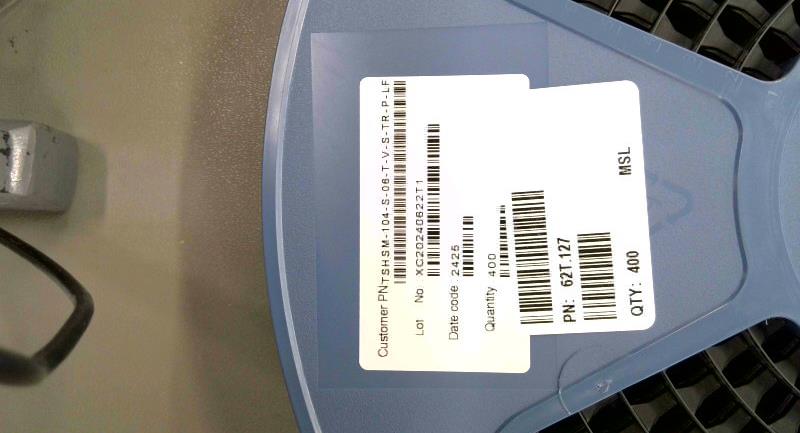 Customer PN TSHSM-104-S-06-T-V-S-TR-P-LF
Lot No XC20240622T1
Date code 2425
Quantity 400
PN: 62T.127
QTY: 400 MSL